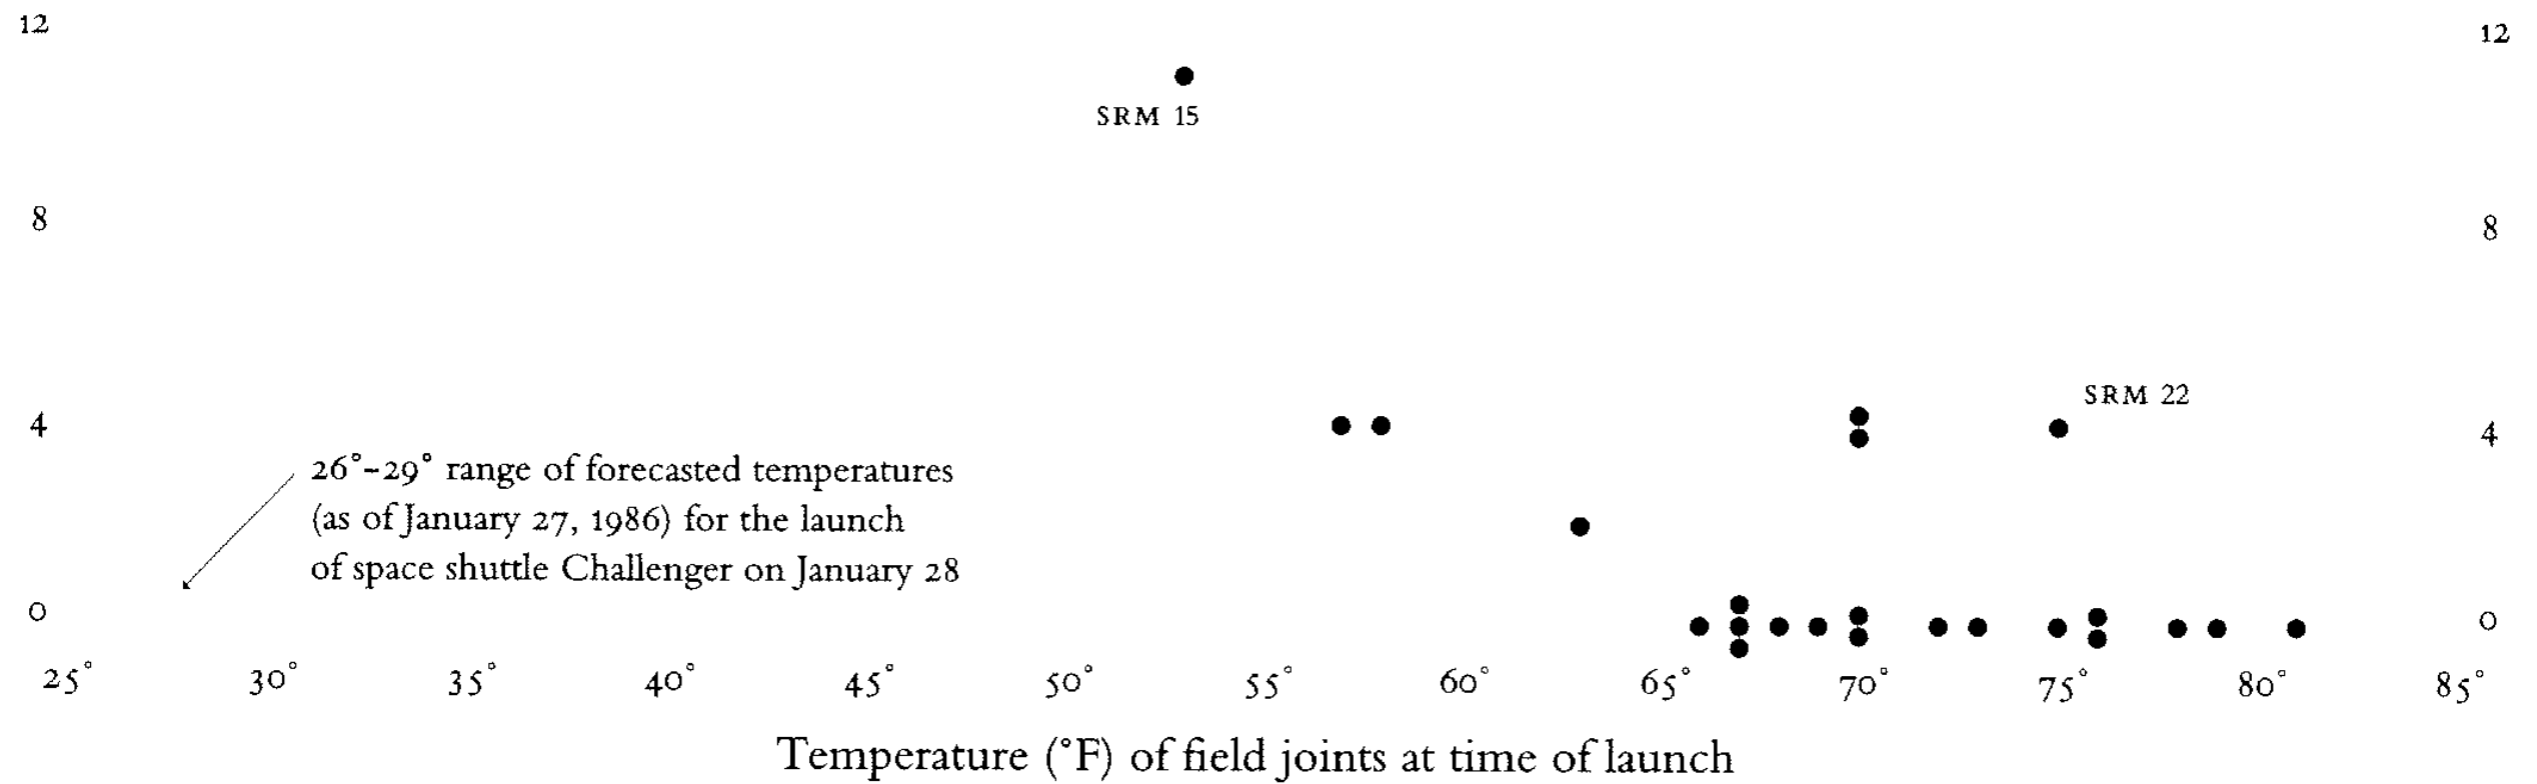 12 12
SRM 15
8 8
SRM 22
4 4
26°-29° range of forecasted temperatures
(as of January 27, 1986) for the launch
of space shuttle Challenger on January 28
0 0
25° 30° 35° 40° 45° 50° 55° 60° 65° 70° 75° 80° 85°
Temperature (°F) of field joints at time of launch